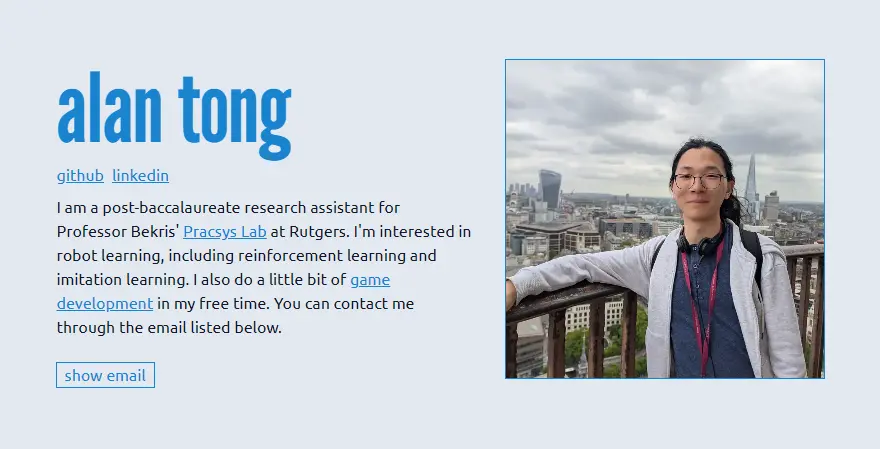 alan tong
github linkedin
I am a post-baccalaureate research assistant for
Professor Bekris' Pracsys Lab at Rutgers. I'm interested in
robot learning, including reinforcement learning and
imitation learning. I also do a little bit of game
development in my free time. You can contact me
through the email listed below.
show email